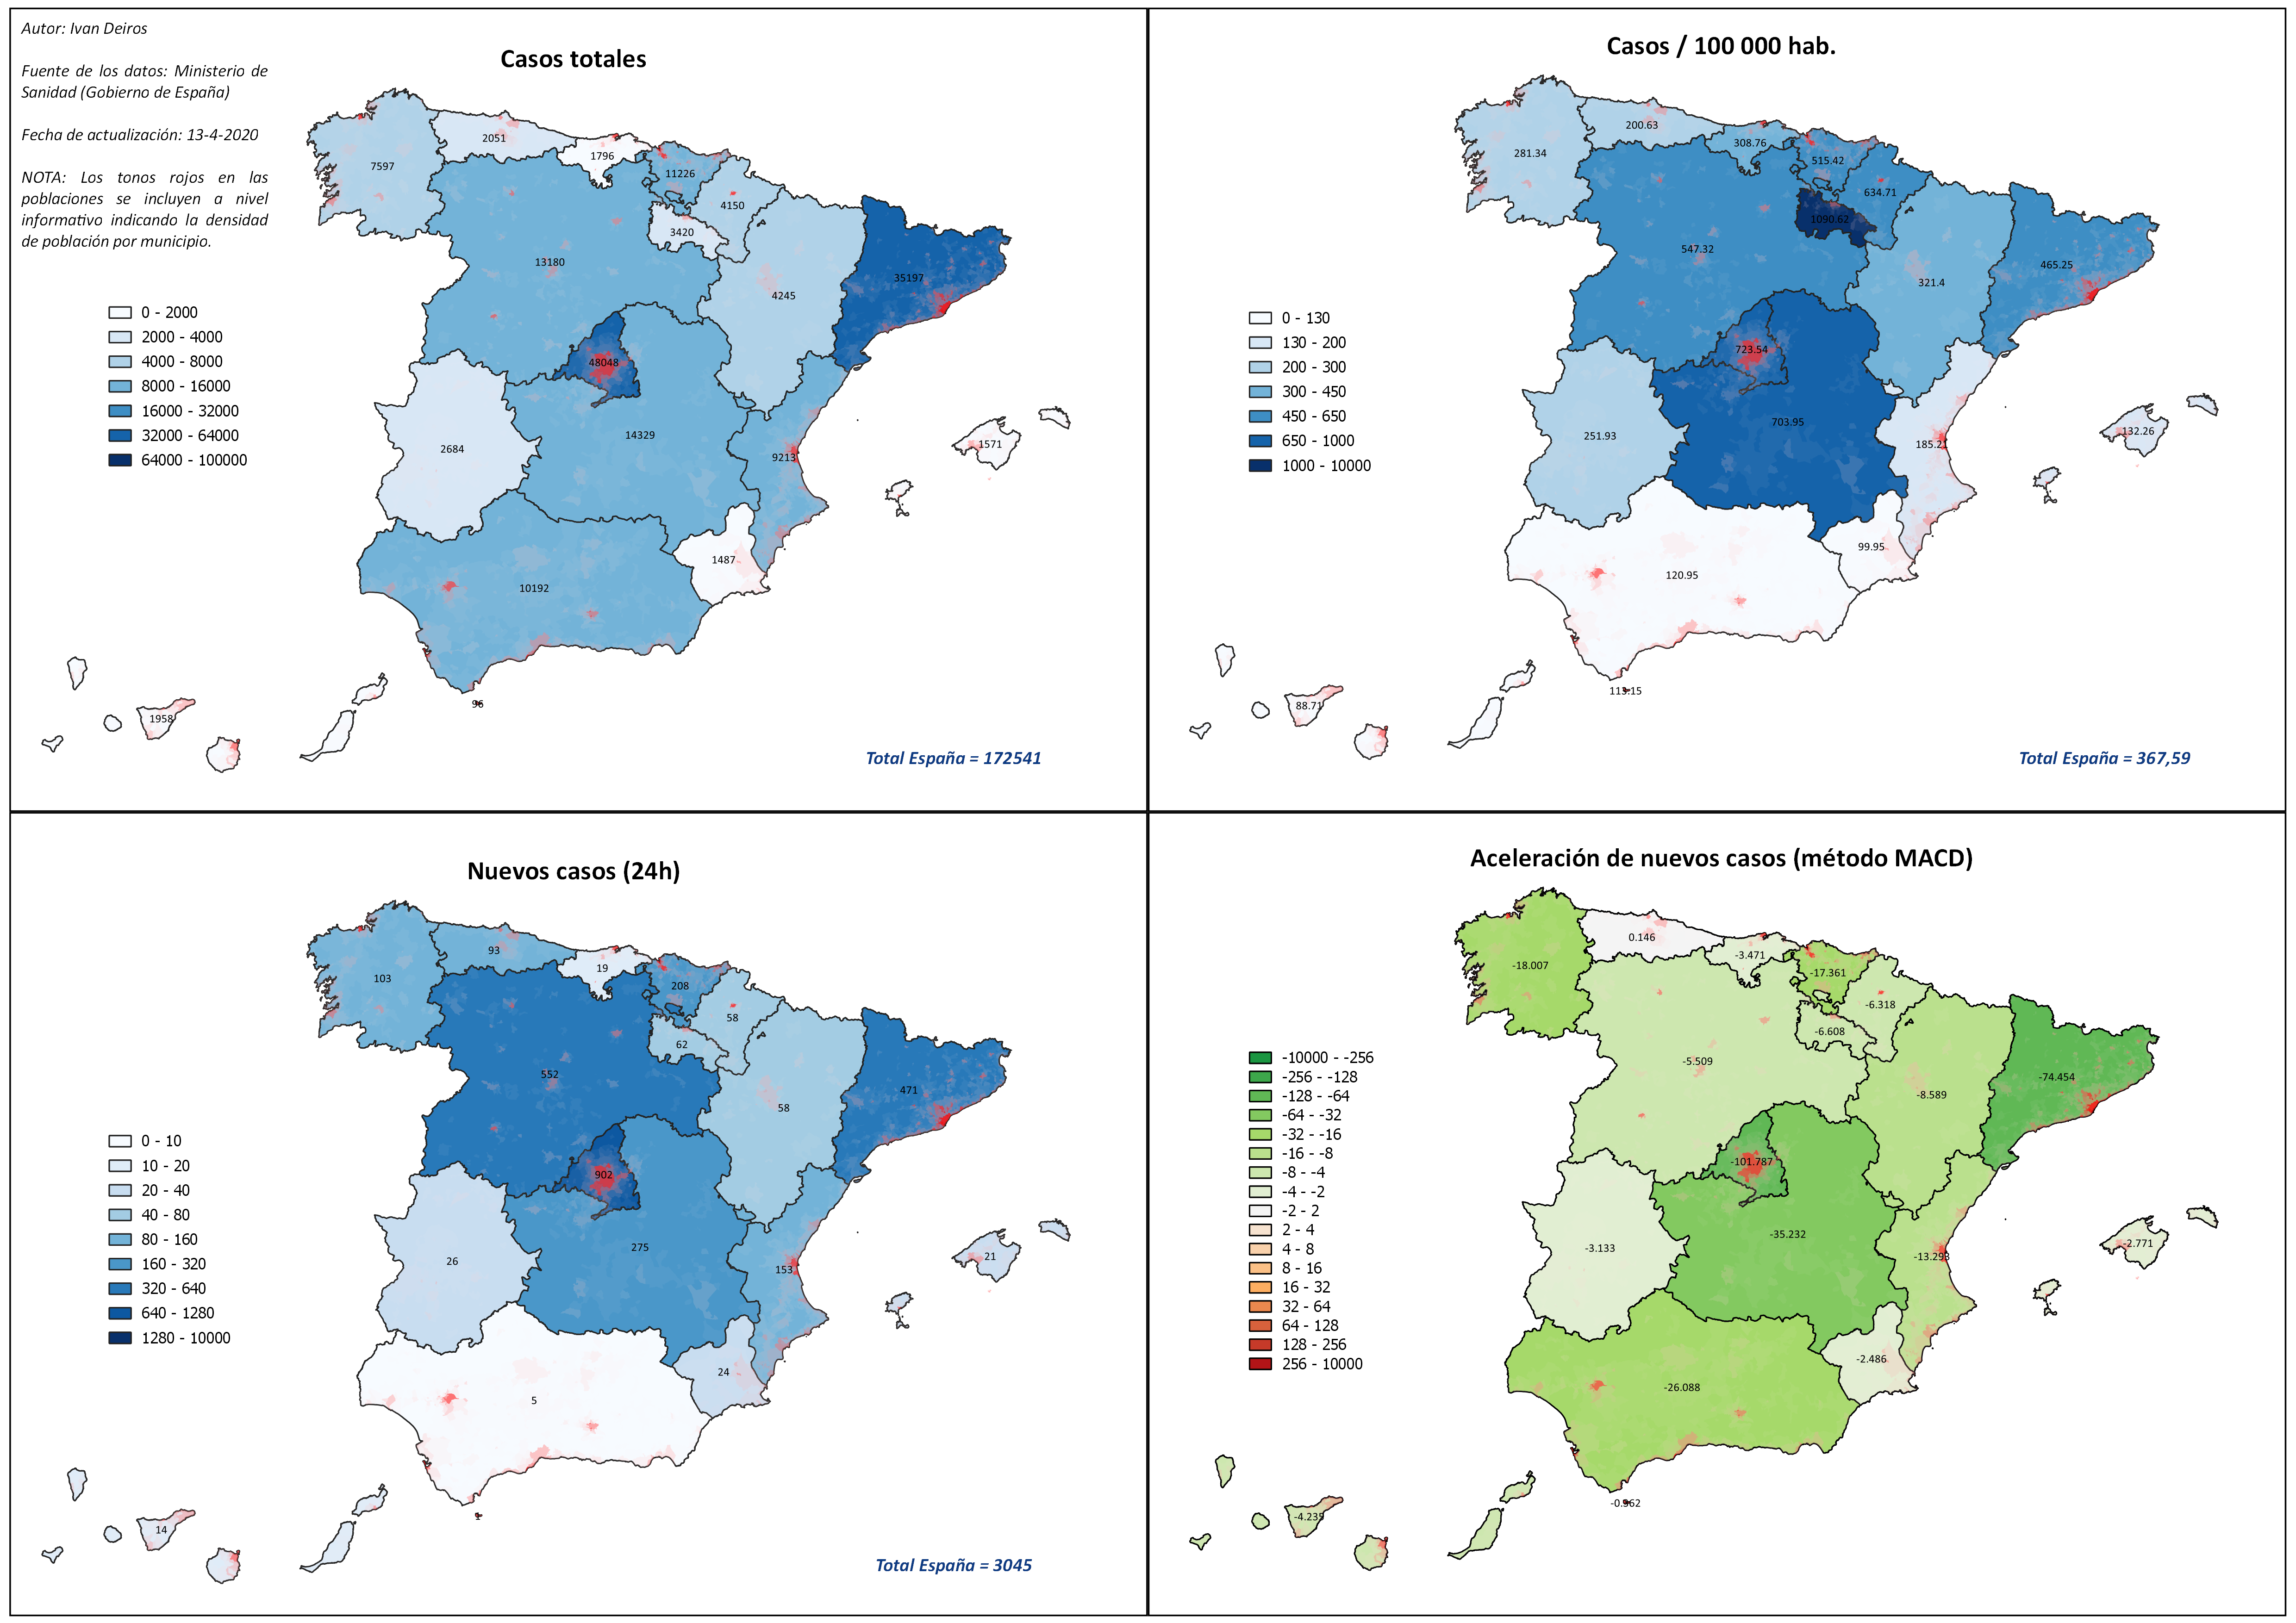 Autor: Ivan Deiros
Fuente de los datos: Ministerio de
Sanidad (Gobierno de España)
Fecha de actualización: 13-4-2020
NOTA: Los tonos rojos en las
poblaciones se incluyen a nivel
informativo indicando la densidad
de población por municipio.
Casos totales
0 - 2000
2000 - 4000
4000 - 8000
8000 - 16000
16000 - 32000
32000 - 64000
64000 - 100000
7597
2051
1796
11226
4150
3420
13180
4245
35197
48048
14329
2684
9213
1571
1487
10192
96
1958
Total España = 172541
Casos / 100 000 hab.
0 - 130
130 - 200
200 - 300
300 - 450
450 - 650
650 - 1000
1000 - 10000
281.34
200.63
308.76
515.42
634.71
1090.62
547.32
321.4
465.25
723.54
703.95
251.93
185.21
132.26
99.95
120.95
113.15
88.71
Total España = 367,59
Nuevos casos (24h)
0 - 10
10 - 20
20 - 40
40 - 80
80 - 160
160 - 320
320 - 640
640 - 1280
1280 - 10000
103
93
19
208
58
62
552
58
471
902
275
26
153
21
24
5
1
14
Total España = 3045
Aceleración de nuevos casos (método MACD)
-10000 - -256
-256 - -128
-128 - -64
-64 - -32
-32 - -16
-16 - -8
-8 - -4
-4 - -2
-2 - 2
2 - 4
4 - 8
8 - 16
16 - 32
32 - 64
64 - 128
128 - 256
256 - 10000
-18.007
0.146
-3.471
-17.361
-6.318
-6.608
-5.509
-8.589
-74.454
-101.787
-35.232
-3.133
-13.293
-2.771
-2.486
-26.088
-0.962
-4.239